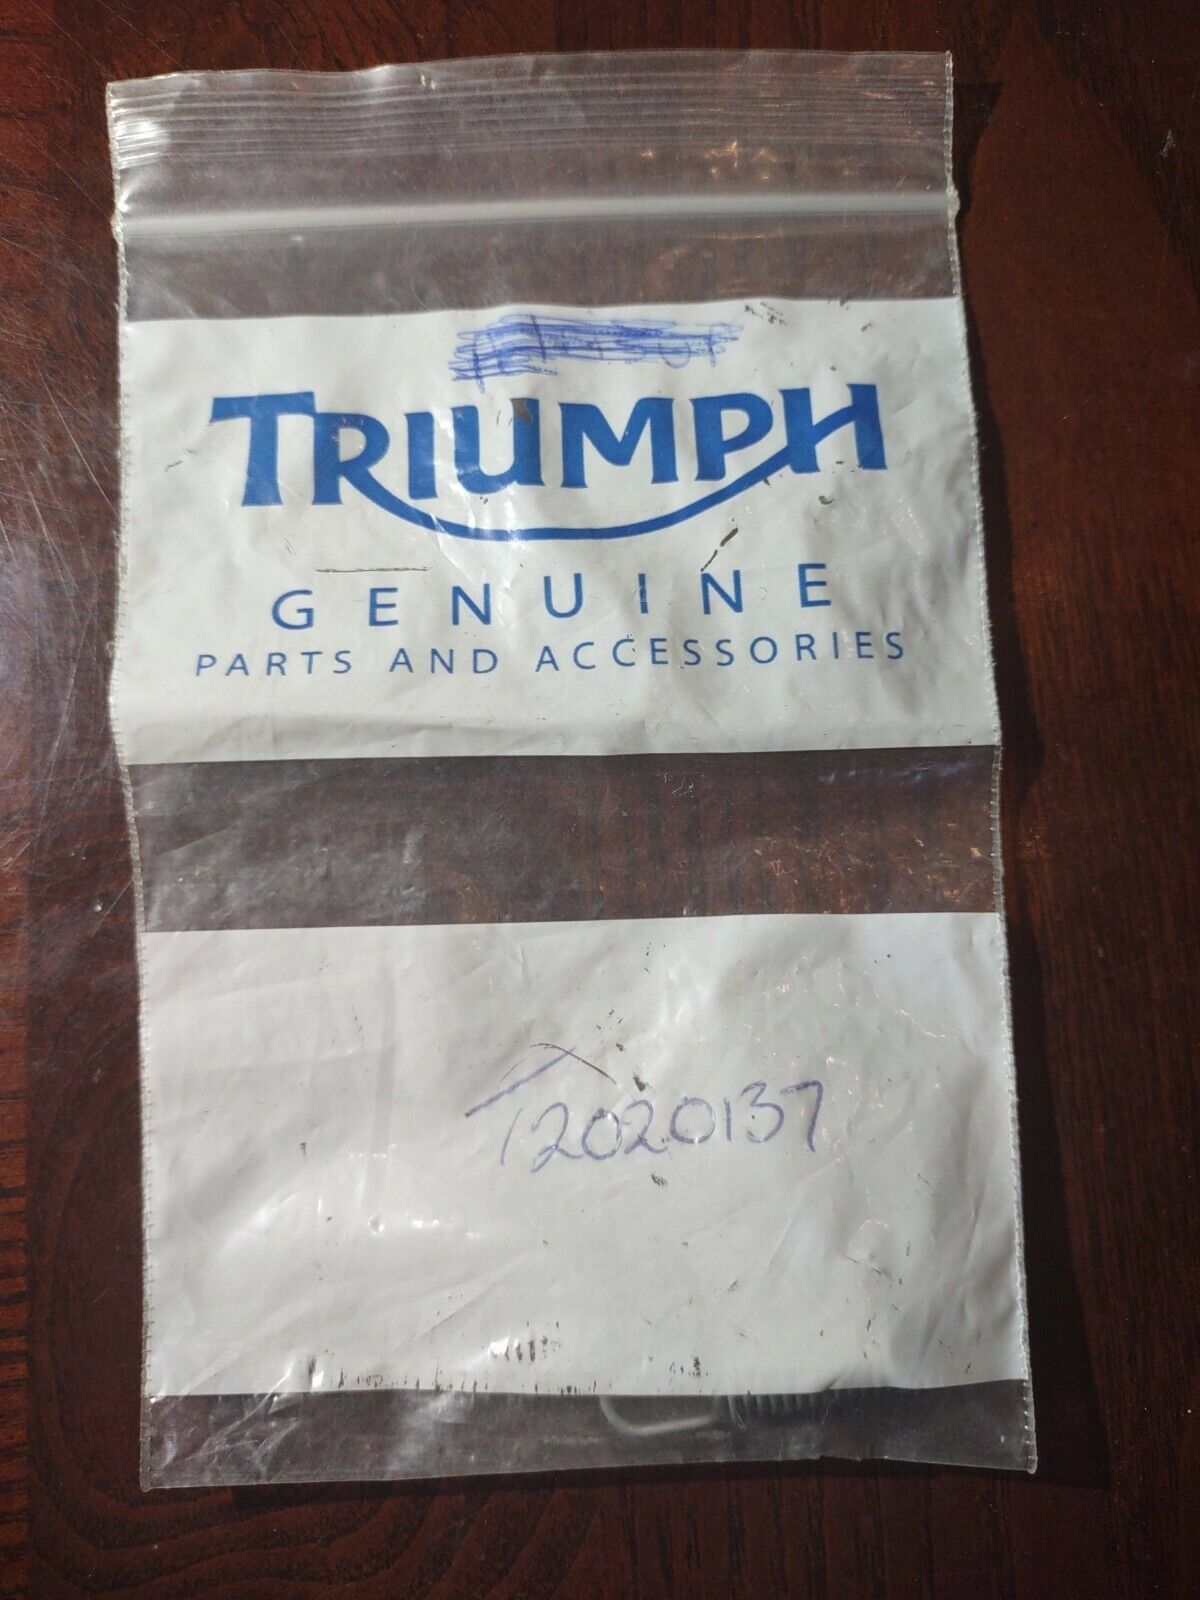 TRIUMPH
GENUINE
PARTS AND ACCESSORIES
T2020137